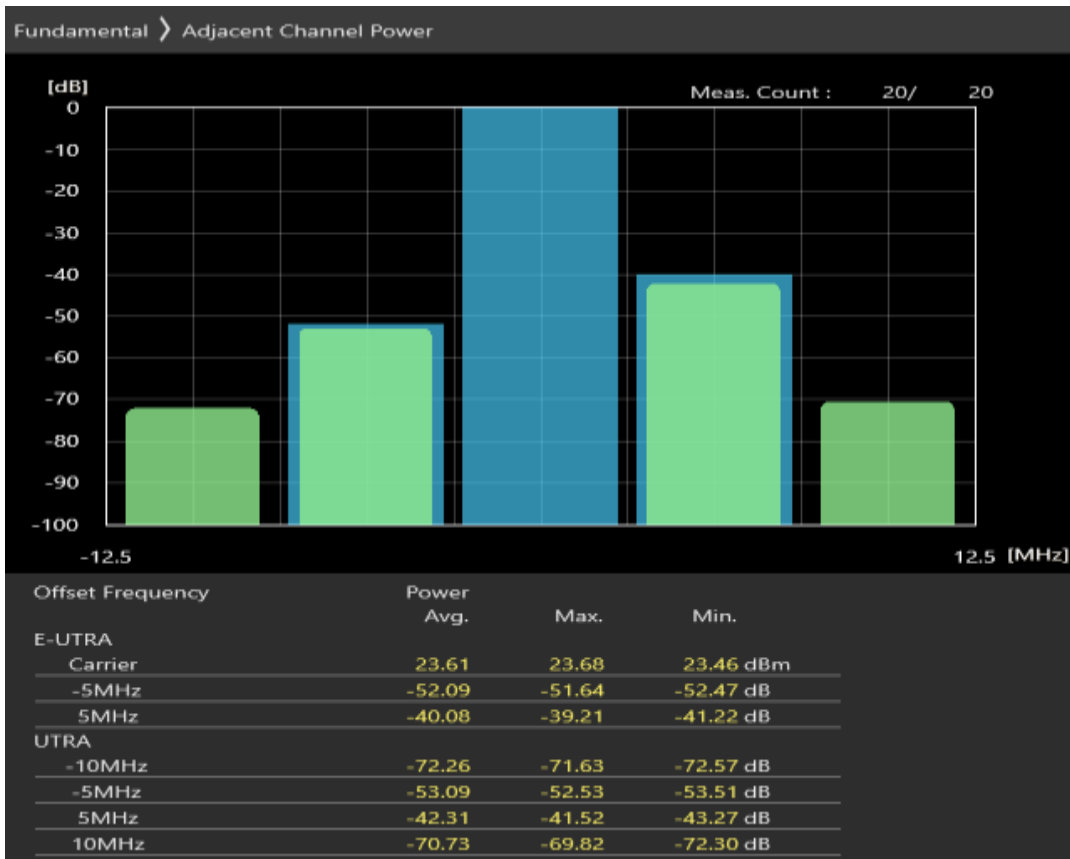 Fundamental 〉 Adjacent Channel Power
[dB]
Meas. Count : 20/ 20
0
-10
-20
-30
-40
-50
-60
-70
-80
-90
-100
-12.5 12.5 [MHz]
Offset Frequency Power
Avg. Max. Min.
E-UTRA
Carrier 23.61 23.68 23.46 dBm
-5MHz -52.09 -51.64 -52.47 dB
5MHz -40.08 -39.21 -41.22 dB
UTRA
-10MHz -72.26 -71.63 -72.57 dB
-5MHz -53.09 -52.53 -53.51 dB
5MHz -42.31 -41.52 -43.27 dB
10MHz -70.73 -69.82 -72.30 dB